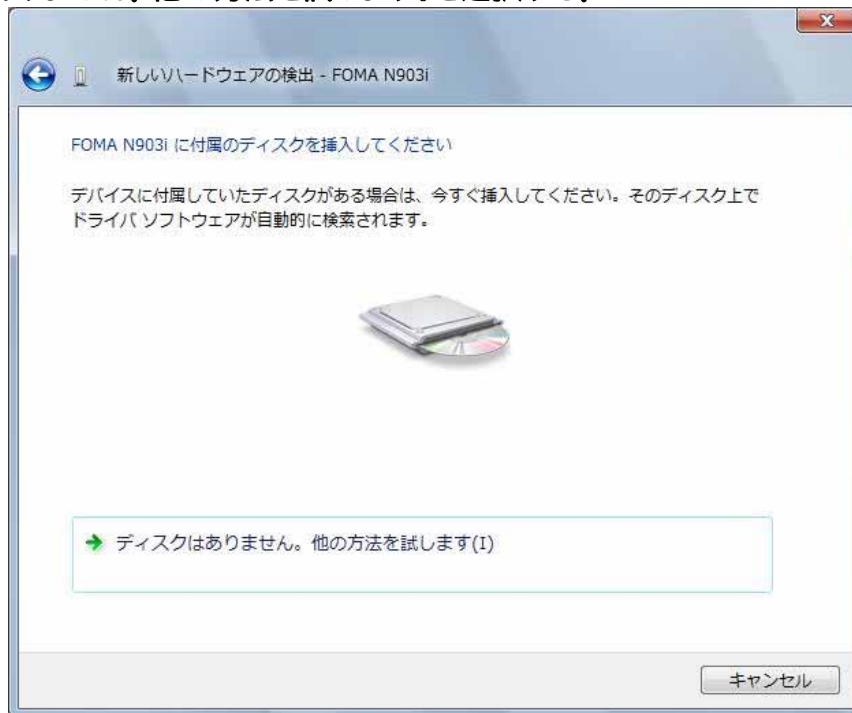 新しいハードウェアの検出 - FOMA N903i
FOMA N903i に付属のディスクを挿入してください
デバイスに付属していたディスクがある場合は、今すぐ挿入してください。そのディスク上で
ドライバ ソフトウェアが自動的に検索されます。
ディスクはありません。他の方法を試します(I)
キャンセル